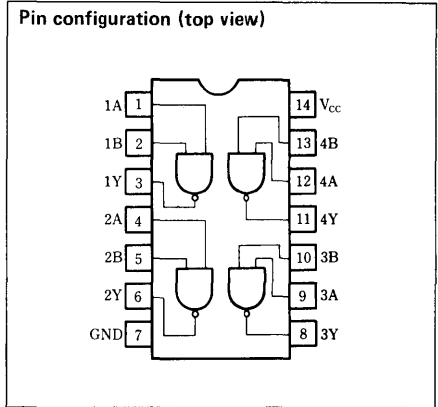 Pin configuration (top view)
1A 1 14 Vcc
1B 2 13 4B
1Y 3 12 4A
2A 4 11 4Y
2B 5 10 3B
2Y 6 9 3A
GND 7 8 3Y